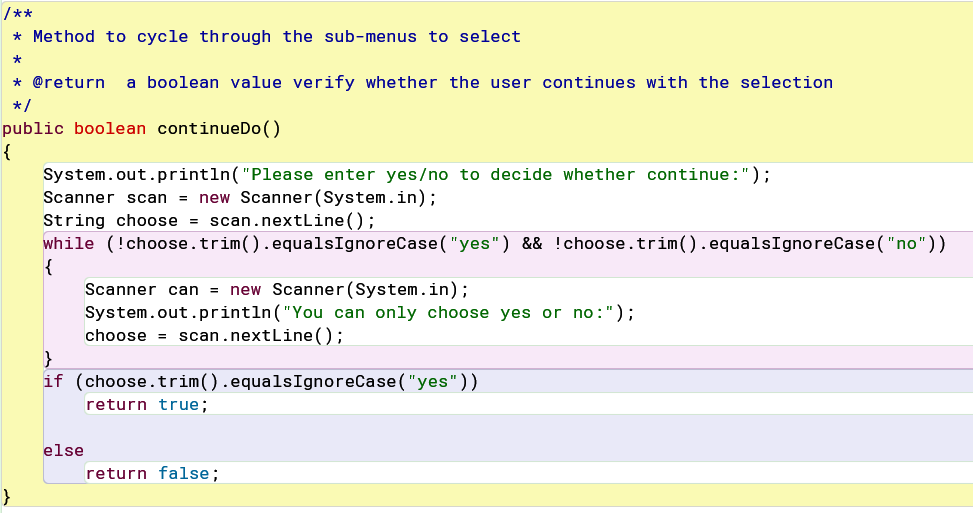 /**
 * Method to cycle through the sub-menus to select
 *
 * @return  a boolean value verify whether the user continues with the selection
 */
public boolean continueDo()
{
    System.out.println("Please enter yes/no to decide whether continue:");
    Scanner scan = new Scanner(System.in);
    String choose = scan.nextLine();
    while (!choose.trim().equalsIgnoreCase("yes") && !choose.trim().equalsIgnoreCase("no"))
    {
        Scanner can = new Scanner(System.in);
        System.out.println("You can only choose yes or no:");
        choose = scan.nextLine();
    }
    if (choose.trim().equalsIgnoreCase("yes"))
        return true;
    else
        return false;
}